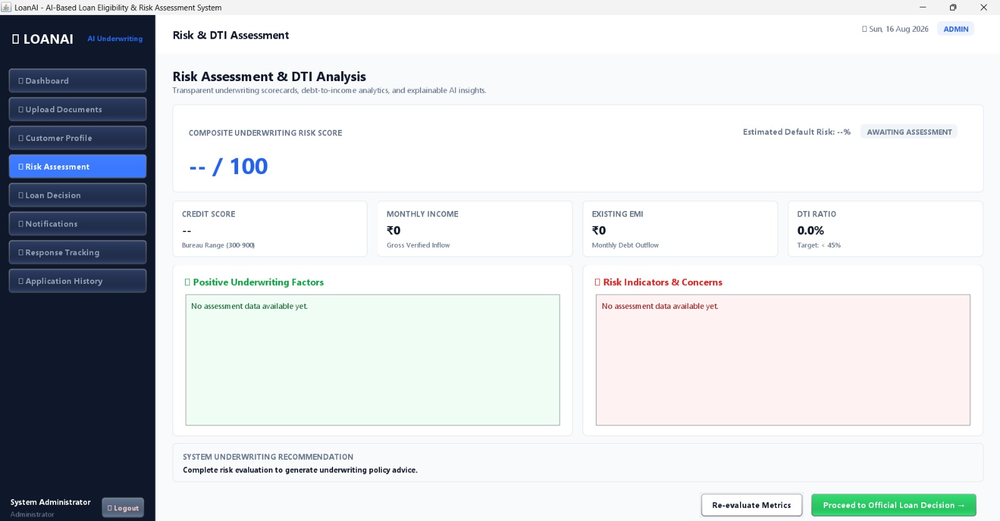 LoanAI - AI-Based Loan Eligibility & Risk Assessment System
LOANAI AI Underwriting
Risk & DTI Assessment
Sun, 16 Aug 2026 ADMIN
Dashboard
Upload Documents
Customer Profile
Risk Assessment
Loan Decision
Notifications
Response Tracking
Application History
System Administrator
Administrator
Logout
Risk Assessment & DTI Analysis
Transparent underwriting scorecards, debt-to-income analytics, and explainable AI insights.
COMPOSITE UNDERWRITING RISK SCORE
Estimated Default Risk: --% AWAITING ASSESSMENT
-- / 100
CREDIT SCORE
--
Bureau Range (300-900)
MONTHLY INCOME
₹0
Gross Verified Inflow
EXISTING EMI
₹0
Monthly Debt Outflow
DTI RATIO
0.0%
Target: < 45%
Positive Underwriting Factors
No assessment data available yet.
Risk Indicators & Concerns
No assessment data available yet.
SYSTEM UNDERWRITING RECOMMENDATION
Complete risk evaluation to generate underwriting policy advice.
Re-evaluate Metrics
Proceed to Official Loan Decision →